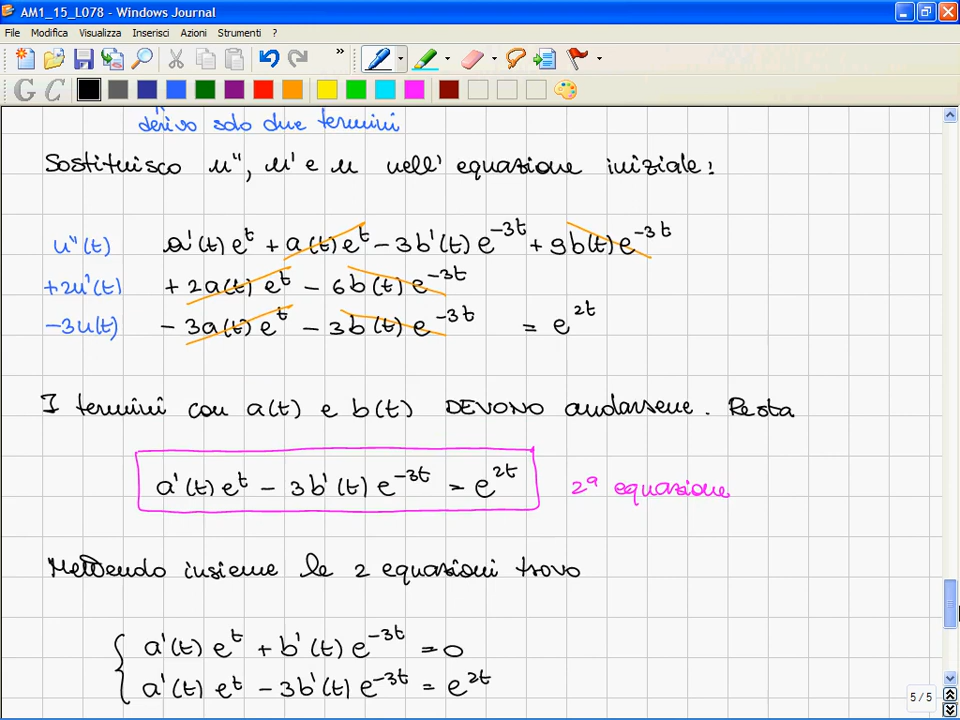 AM1_15_L078 - Windows Journal
File Modifica Visualizza Inserisci Azioni Strumenti ?
»
G C
derivo solo due termini
Sostituisco u'', u' e u nell'equazione iniziale:
u''(t) a'(t)e^t + a(t)e^t - 3b'(t)e^{-3t} + 9b(t)e^{-3t}
+2u'(t) + 2a(t)e^t - 6b(t)e^{-3t}
-3u(t) - 3a(t)e^t - 3b(t)e^{-3t} = e^{2t}
I termini con a(t) e b(t) DEVONO andarsene. Resta
a'(t)e^t - 3b'(t)e^{-3t} = e^{2t} 2ª equazione
Mettendo insieme le 2 equazioni trovo
{ a'(t)e^t + b'(t)e^{-3t} = 0
a'(t)e^t - 3b'(t)e^{-3t} = e^{2t}
5/5